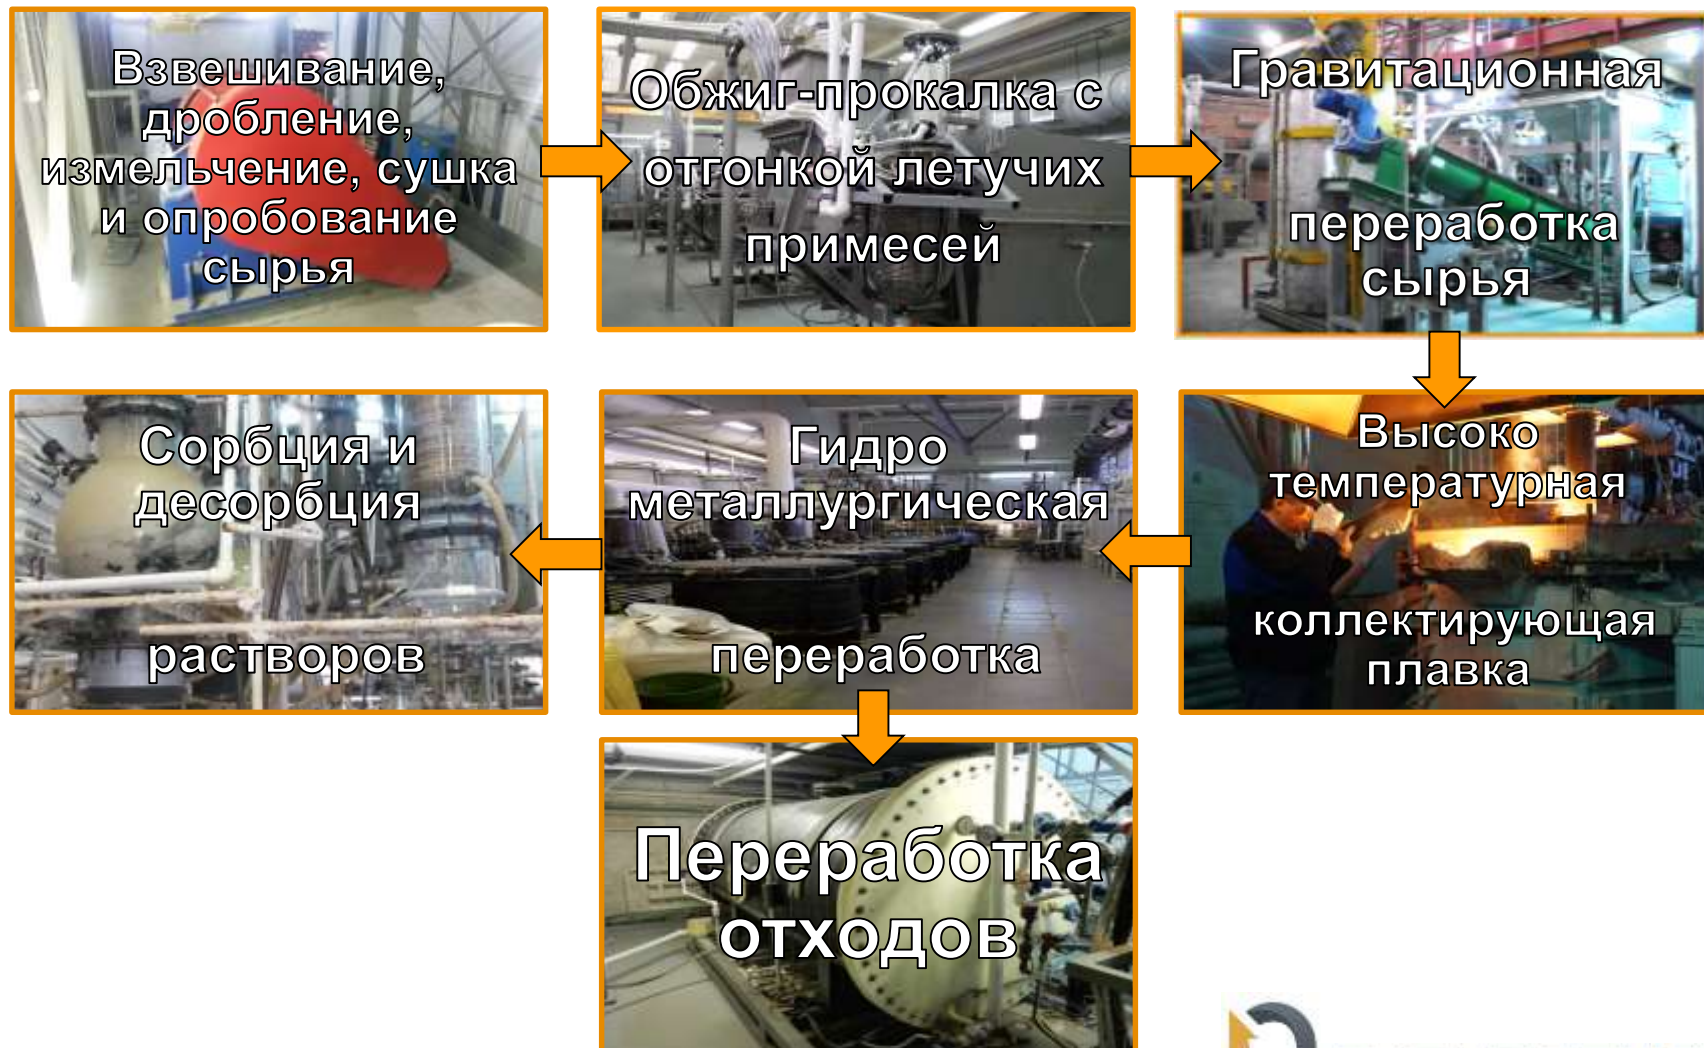 Взвешивание,
дробление,
измельчение, сушка
и опробование
сырья
Обжиг-прокалка с
отгонкой летучих
примесей
Гравитационная
переработка
сырья
Высоко
температурная
коллектирующая
плавка
Гидро
металлургическая
переработка
Сорбция и
десорбция
растворов
Переработка
отходов